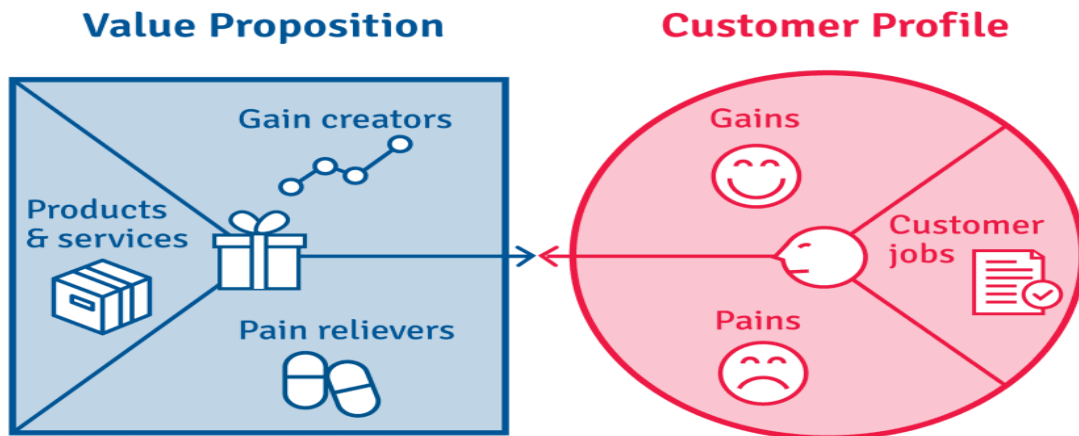 Value Proposition
Customer Profile
Gain creators
Products
& services
Pain relievers
Gains
Customer
jobs
Pains